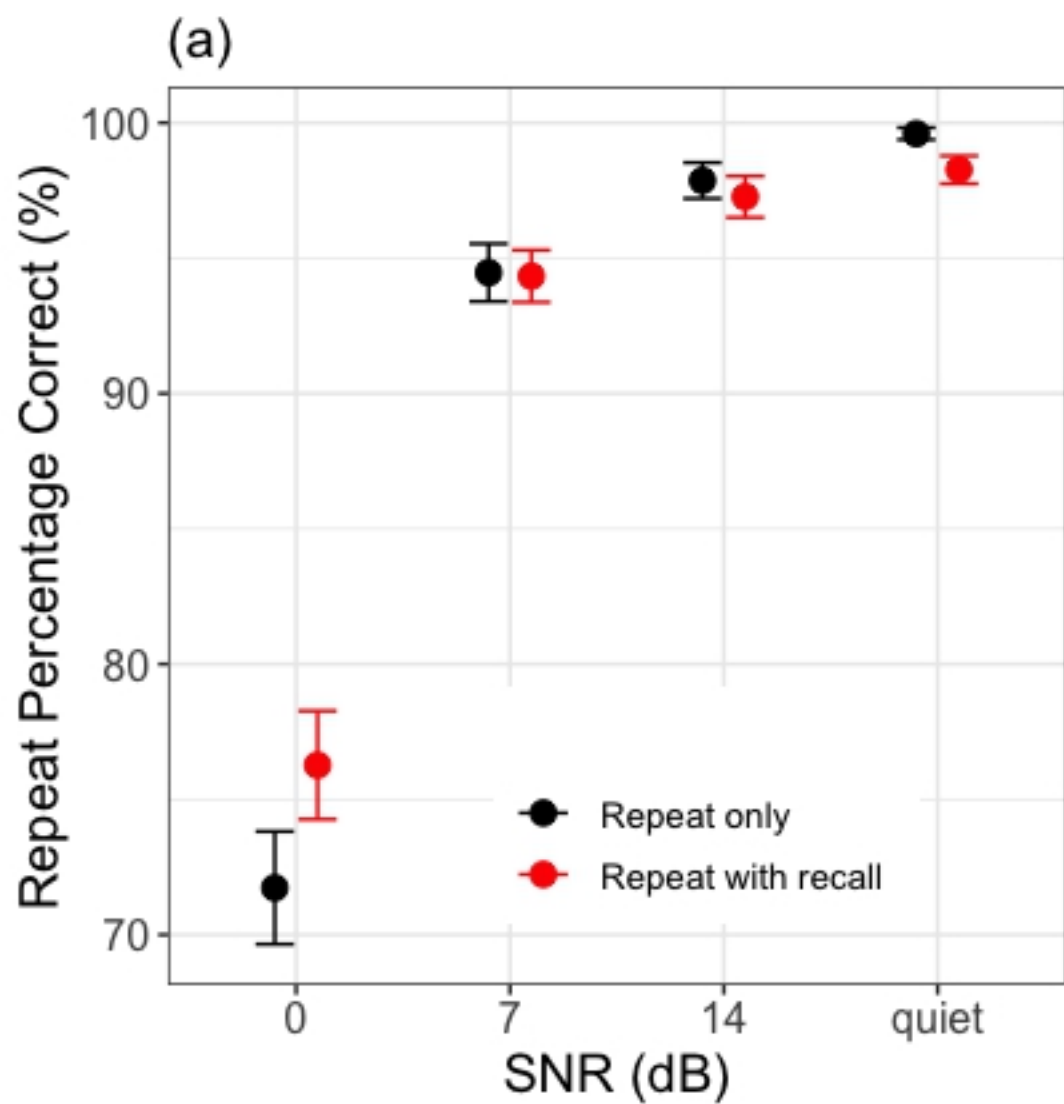 (a)
Repeat Percentage Correct (%)
100
90
80
70
Repeat only
Repeat with recall
0 7 14 quiet
SNR (dB)